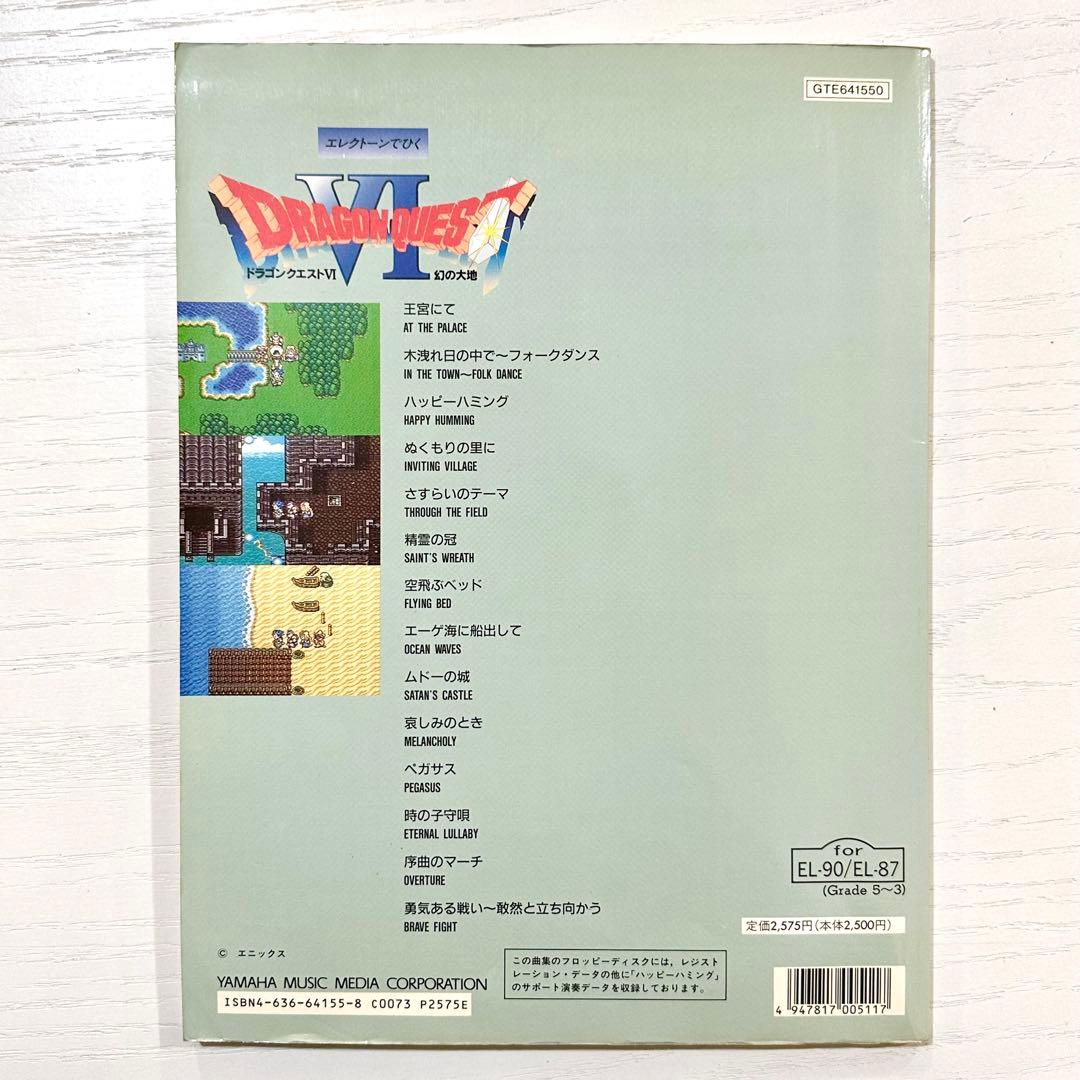 GTE641550
エレクトーンでひく
VI
DRAGON QUEST
ドラゴンクエストVI 幻の大地
王宮にて
AT THE PALACE
木洩れ日の中で〜フォークダンス
IN THE TOWN〜FOLK DANCE
ハッピーハミング
HAPPY HUMMING
ぬくもりの里に
INVITING VILLAGE
さすらいのテーマ
THROUGH THE FIELD
精霊の冠
SAINT'S WREATH
空飛ぶベッド
FLYING BED
エーゲ海に船出して
OCEAN WAVES
ムドーの城
SATAN'S CASTLE
哀しみのとき
MELANCHOLY
ペガサス
PEGASUS
時の子守唄
ETERNAL LULLABY
序曲のマーチ
OVERTURE
勇気ある戦い〜敢然と立ち向かう
BRAVE FIGHT
for
EL-90/EL-87
(Grade 5〜3)
定価2,575円(本体2,500円)
© エニックス
YAMAHA MUSIC MEDIA CORPORATION
ISBN4-636-64155-8 C0073 P2575E
この曲集のフロッピーディスクには、レジスト
レーション・データの他に「ハッピーハミング」
のサポート演奏データを収録しております。
4 947817 005117